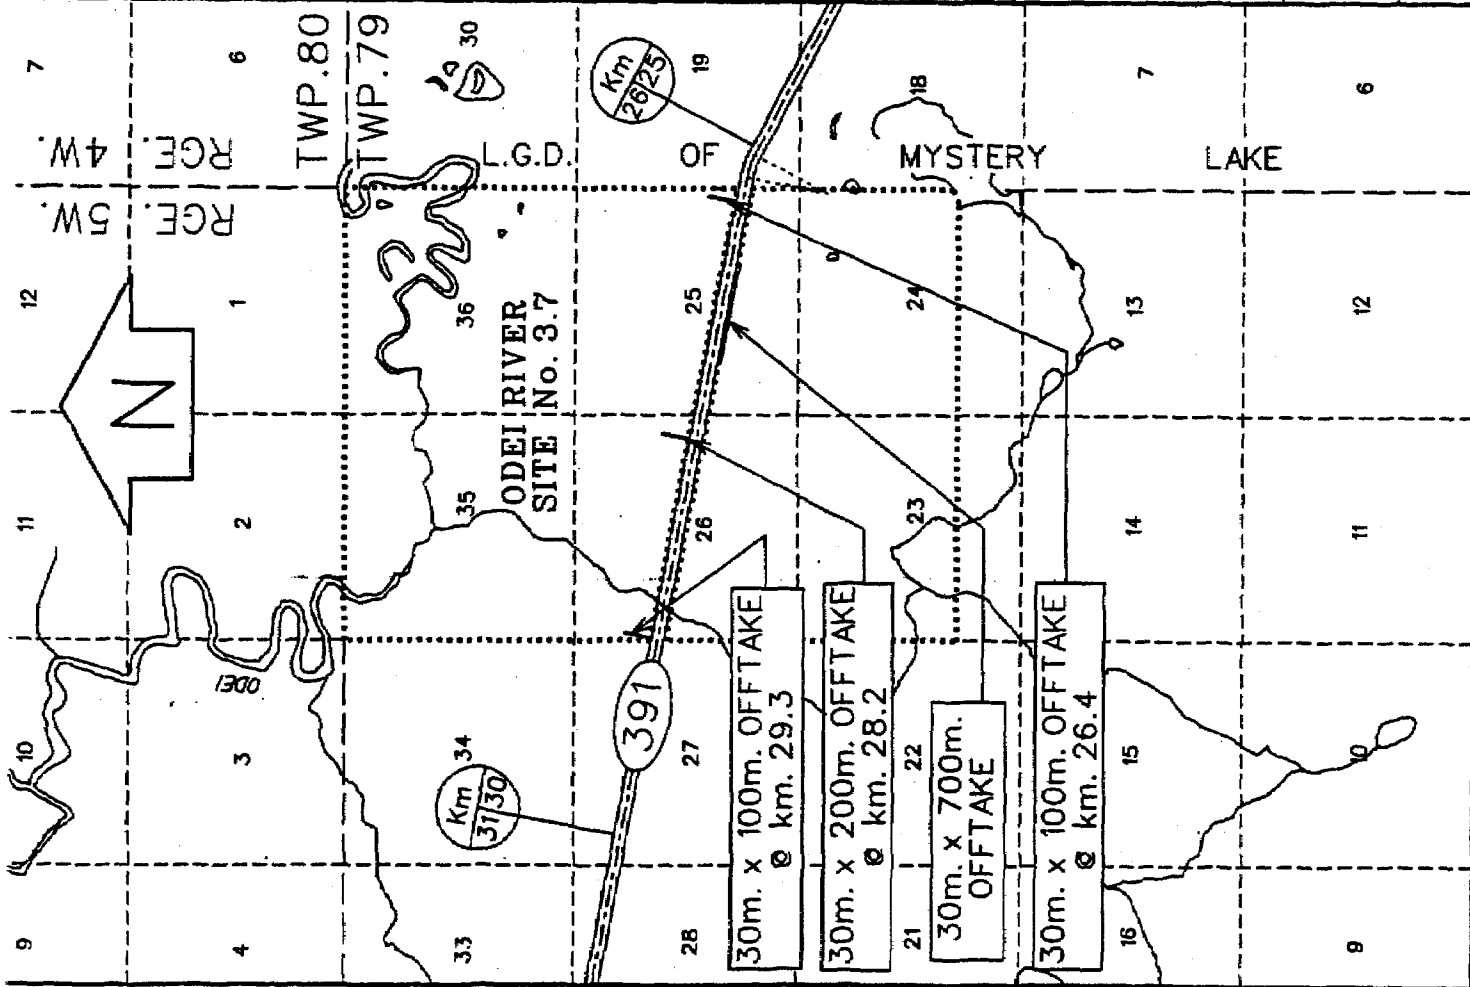 7
6
TWP.80
TWP.79
30
Km
26 25
19
18
7
6
RGE. 4W.
L.G.D. OF MYSTERY LAKE
RGE. 5W.
12
1
36
25
24
13
12
N
ODEI RIVER
SITE No. 3.7
11
2
35
26
23
14
11
ODEI
10
3
34
391
27
22
15
10
Km
31 30
30m. x 100m. OFFTAKE
@ km. 29.3
30m. x 200m. OFFTAKE
@ km. 28.2
30m. x 700m.
OFFTAKE
30m. x 100m. OFFTAKE
@ km. 26.4
9
4
33
28
21
16
9